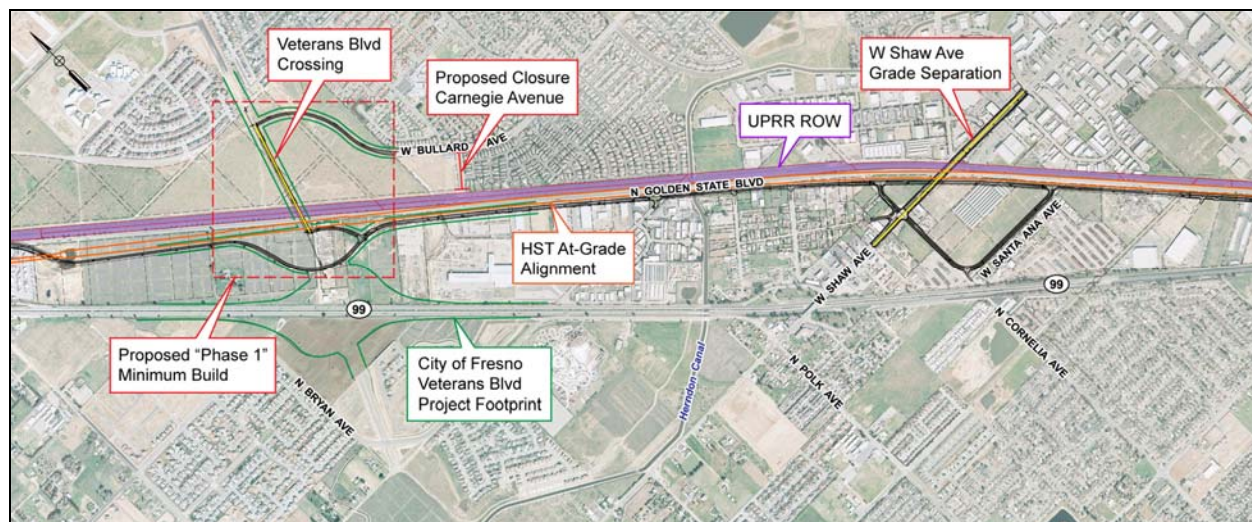 Veterans Blvd
Crossing
Proposed Closure
Carnegie Avenue
W Shaw Ave
Grade Separation
UPRR ROW
W BULLARD AVE
N GOLDEN STATE BLVD
HST At-Grade
Alignment
W SHAW AVE
W SANTA ANA AVE
99
99
Proposed “Phase 1”
Minimum Build
City of Fresno
Veterans Blvd
Project Footprint
N BRYAN AVE
Herndon Canal
N POLK AVE
N CORNELIA AVE